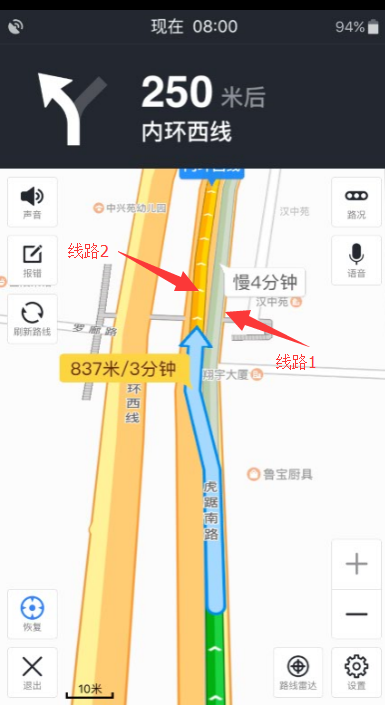 现在 08:00
94%
250 米后
内环西线
声音
中兴苑幼儿园
汉中苑
路况
线路2
报错
语音
慢4分钟
汉中苑
刷新路线
罗廊路
线路1
837米/3分钟
翔宇大厦
环西线
鲁宝厨具
虎踞南路
恢复
退出
10米
路线雷达
设置